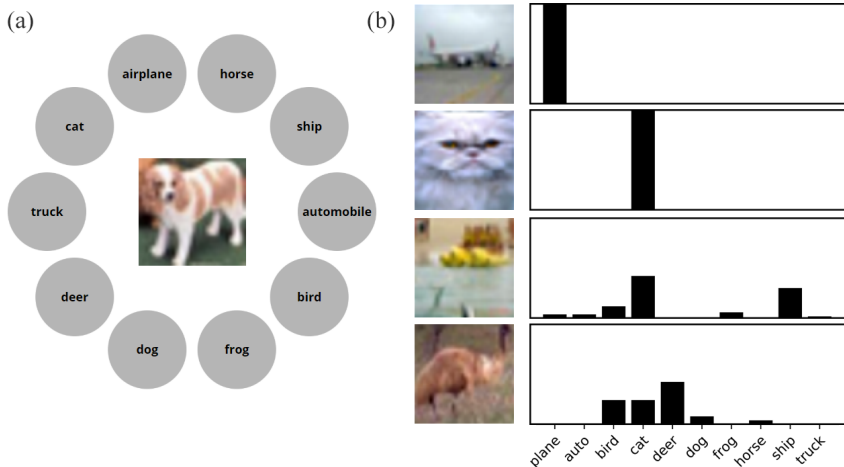 (a)
airplane
horse
cat
ship
truck
automobile
deer
bird
dog
frog
(b)
plane
auto
bird
cat
deer
dog
frog
horse
ship
truck